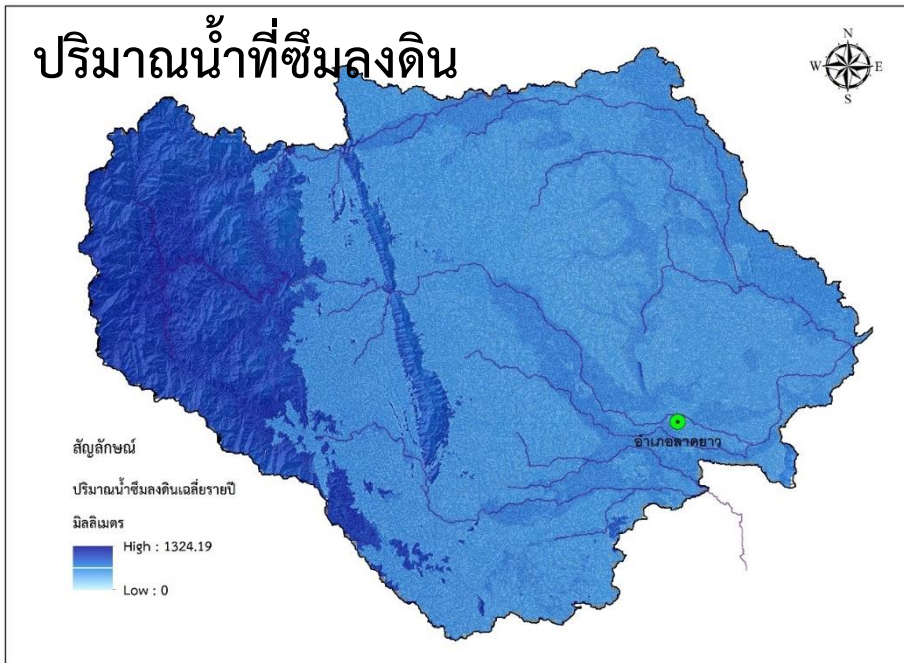 ปริมาณน้ำที่ซึมลงดิน
N
W E
S
อำเภอลาดยาว
สัญลักษณ์
ปริมาณน้ำซึมลงดินเฉลี่ยรายปี
มิลลิเมตร
High : 1324.19
Low : 0